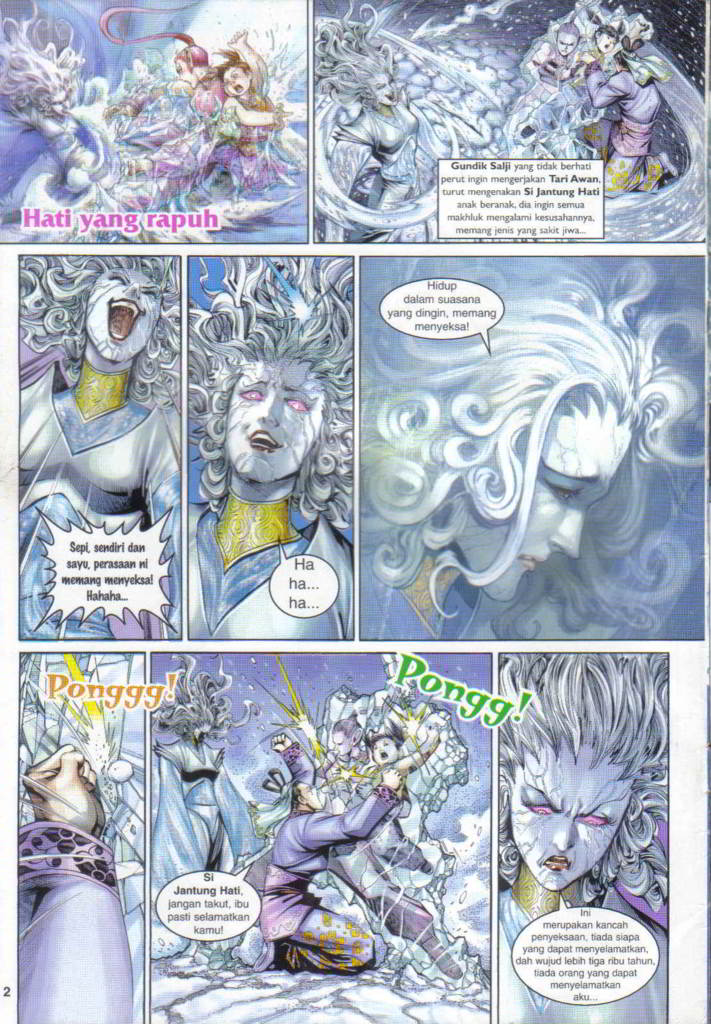 Hati yang rapuh
Gundik Salji yang tidak berhati
perut ingin mengerjakan Tari Awan,
turut mengenakan Si Jantung Hati
anak beranak, dia ingin semua
makhluk mengalami kesusahannya,
memang jenis yang sakit jiwa...
Sepi, sendiri dan
sayu, perasaan ni
memang menyeksa!
Hahaha...
Ha
ha...
ha...
Hidup
dalam suasana
yang dingin, memang
menyeksa!
Ponggg!
Pongg!
Si
Jantung Hati,
jangan takut, ibu
pasti selamatkan
kamu!
Ini
merupakan kancah
penyeksaan, tiada siapa
yang dapat menyelamatkan,
dah wujud lebih tiga ribu tahun,
tiada orang yang dapat
menyelamatkan
aku...
2